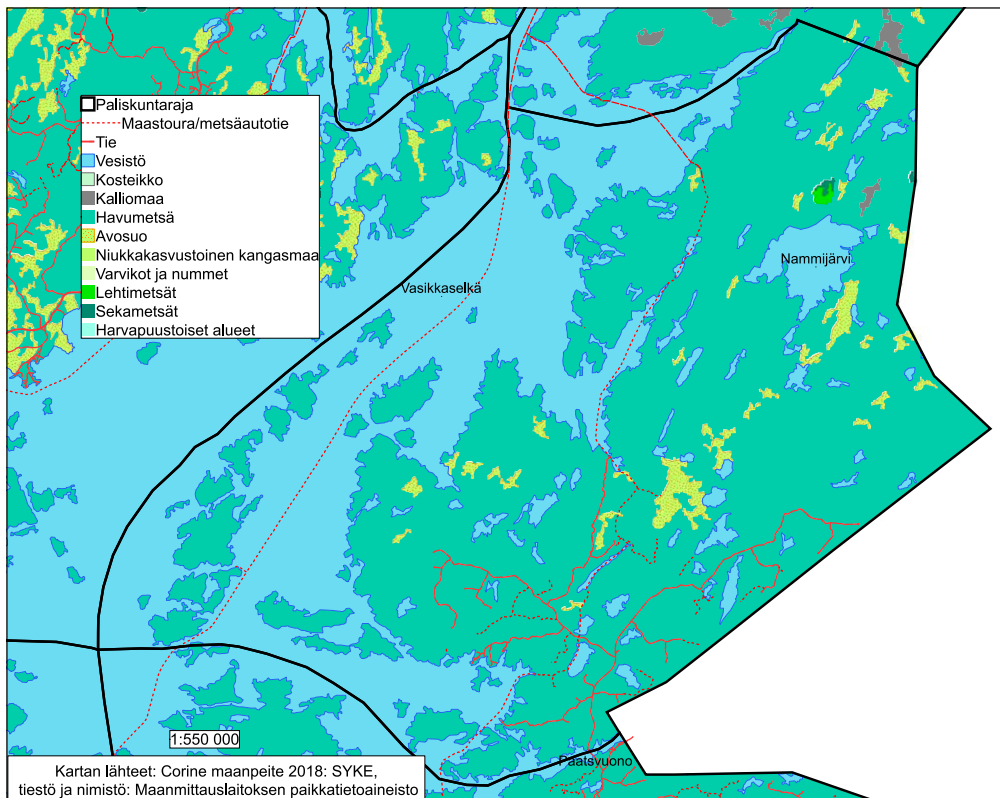 Paliskuntaraja
Maastoura/metsäautotie
Tie
Vesistö
Kosteikko
Kalliomaa
Havumetsä
Avosuo
Niukkakasvustoinen kangasmaa
Varvikot ja nummet
Lehtimetsät
Sekametsät
Harvapuustoiset alueet
Nammijärvi
Vasikkaselkä
Paatsvuono
1:550 000
Kartan lähteet: Corine maanpeite 2018: SYKE,
tiestö ja nimistö: Maanmittauslaitoksen paikkatietoaineisto